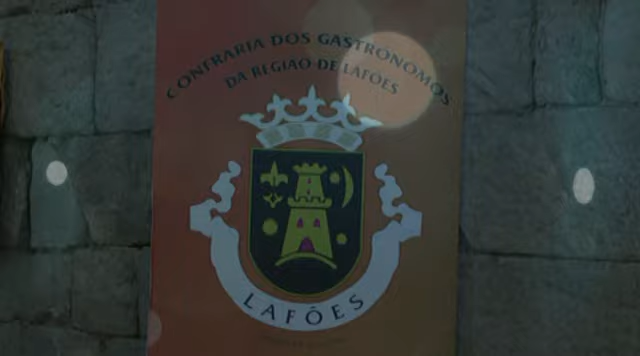 CONFRARIA DOS GASTRÓNOMOS
DA REGIÃO DE LAFÕES
LAFÕES